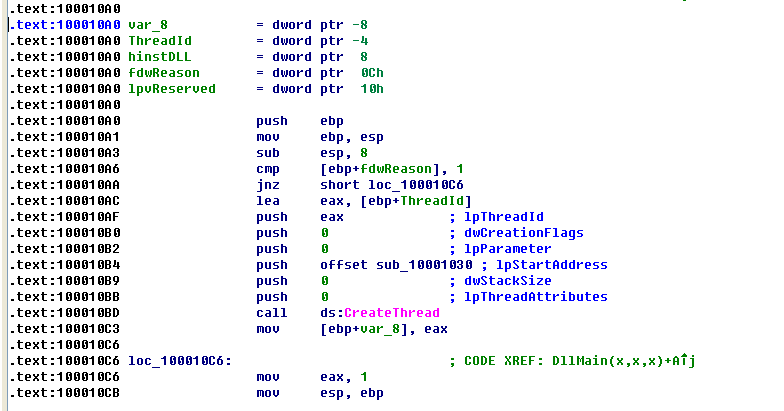 .text:100010A0
.text:100010A0 var_8           = dword ptr -8
.text:100010A0 ThreadId        = dword ptr -4
.text:100010A0 hinstDLL        = dword ptr  8
.text:100010A0 fdwReason       = dword ptr  0Ch
.text:100010A0 lpvReserved     = dword ptr  10h
.text:100010A0
.text:100010A0                 push    ebp
.text:100010A1                 mov     ebp, esp
.text:100010A3                 sub     esp, 8
.text:100010A6                 cmp     [ebp+fdwReason], 1
.text:100010AA                 jnz     short loc_100010C6
.text:100010AC                 lea     eax, [ebp+ThreadId]
.text:100010AF                 push    eax             ; lpThreadId
.text:100010B0                 push    0               ; dwCreationFlags
.text:100010B2                 push    0               ; lpParameter
.text:100010B4                 push    offset sub_10001030 ; lpStartAddress
.text:100010B9                 push    0               ; dwStackSize
.text:100010BB                 push    0               ; lpThreadAttributes
.text:100010BD                 call    ds:CreateThread
.text:100010C3                 mov     [ebp+var_8], eax
.text:100010C6
.text:100010C6 loc_100010C6:                           ; CODE XREF: DllMain(x,x,x)+AÎj
.text:100010C6                 mov     eax, 1
.text:100010CB                 mov     esp, ebp